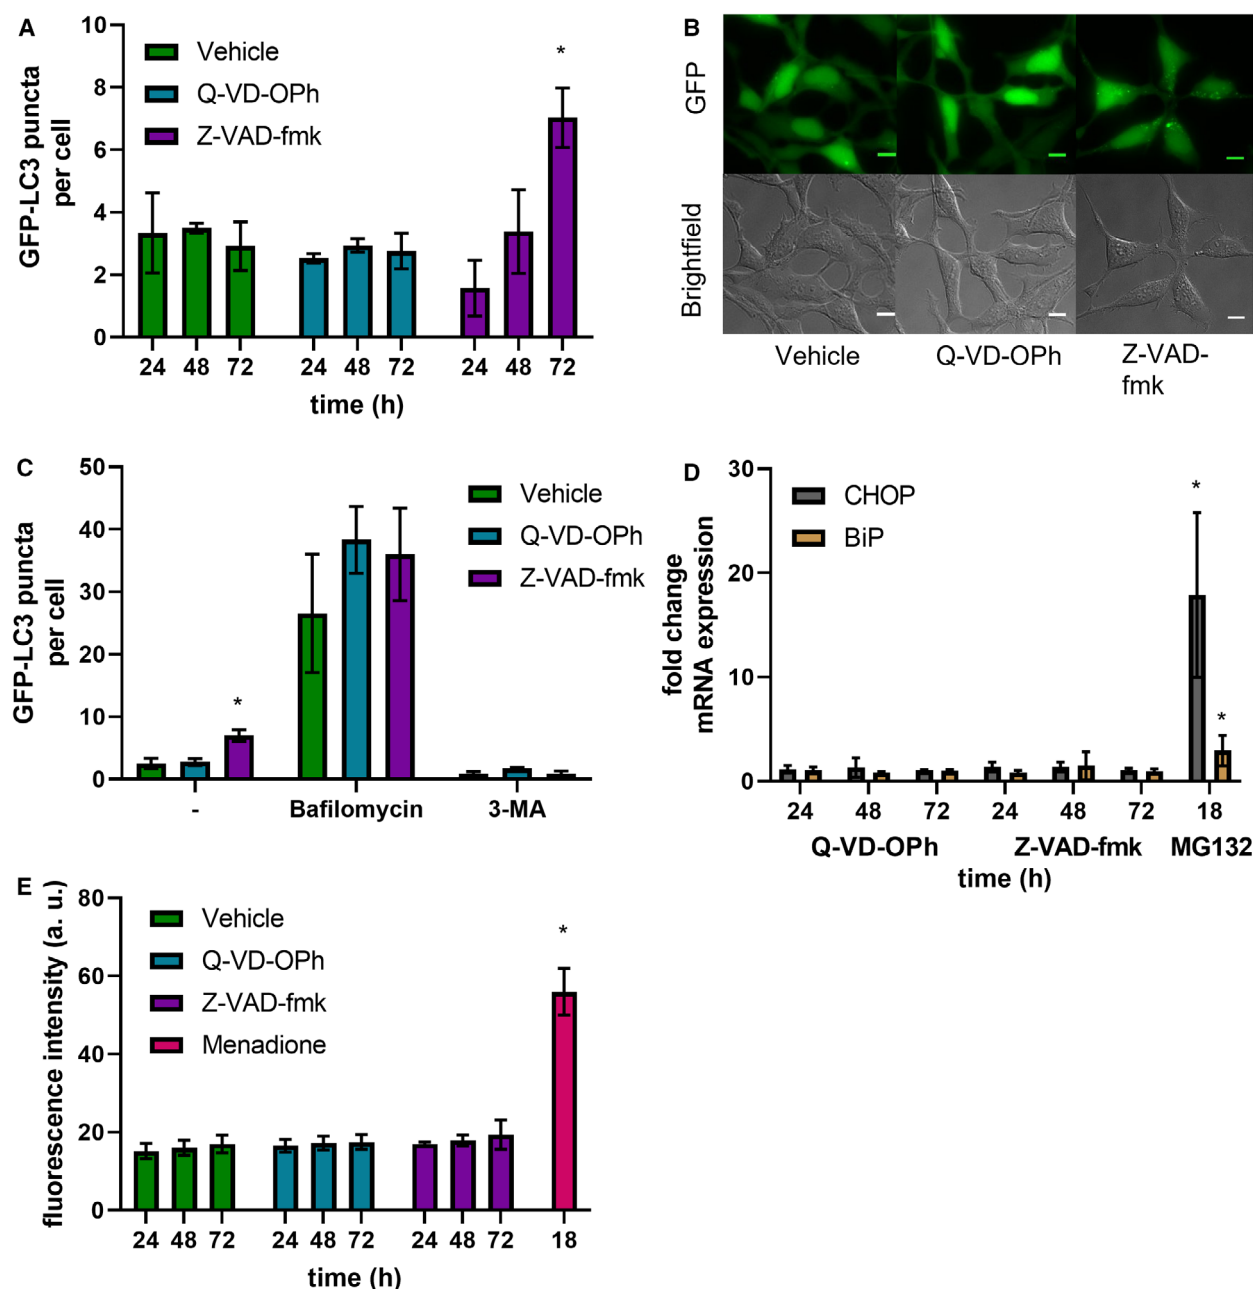 A
GFP-LC3 puncta
per cell
10
8
6
4
2
0
Vehicle
Q-VD-OPh
Z-VAD-fmk
*
24 48 72 24 48 72 24 48 72
time (h)
B
GFP
Brightfield
Vehicle
Q-VD-OPh
Z-VAD-
fmk
C
GFP-LC3 puncta
per cell
50
40
30
20
10
0
Vehicle
Q-VD-OPh
Z-VAD-fmk
*
- Bafilomycin 3-MA
D
fold change
mRNA expression
30
20
10
0
CHOP
BiP
*
*
24 48 72 24 48 72 18
Q-VD-OPh Z-VAD-fmk MG132
time (h)
E
fluorescence intensity (a. u.)
80
60
40
20
0
Vehicle
Q-VD-OPh
Z-VAD-fmk
Menadione
*
24 48 72 24 48 72 24 48 72 18
time (h)